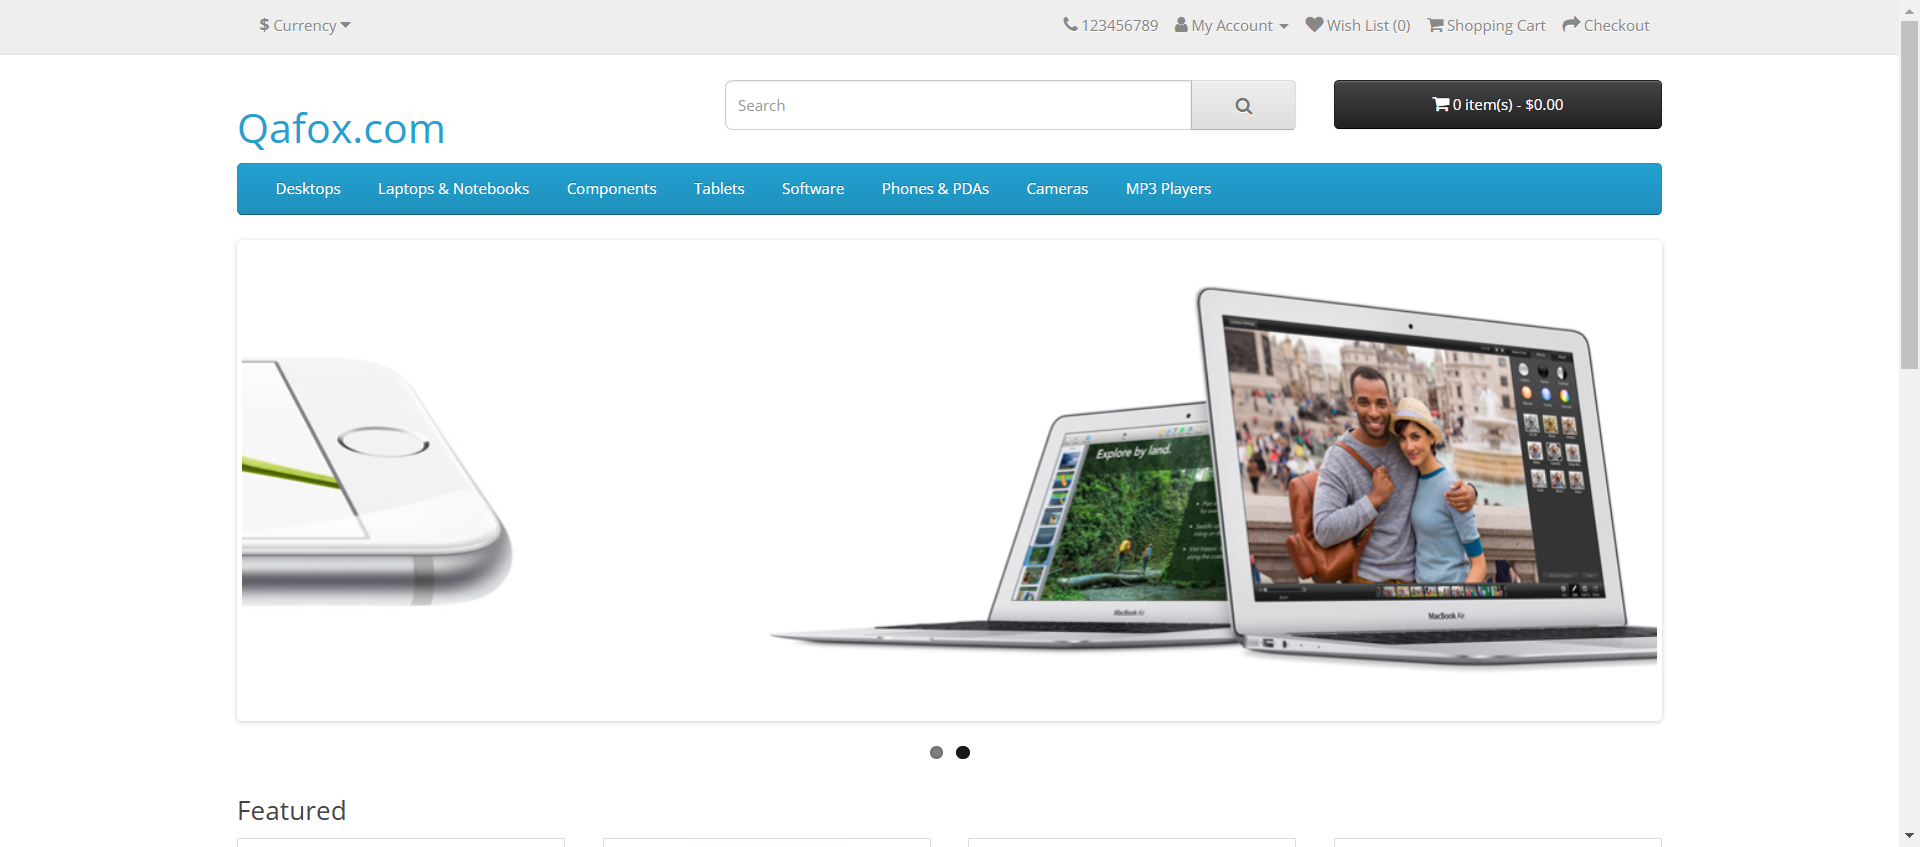 $ Currency
123456789 My Account Wish List (0) Shopping Cart Checkout
Search
0 item(s) - $0.00
Qafox.com
Desktops Laptops & Notebooks Components Tablets Software Phones & PDAs Cameras MP3 Players
Explore by land.
MacBook Air
MacBook Air
Featured